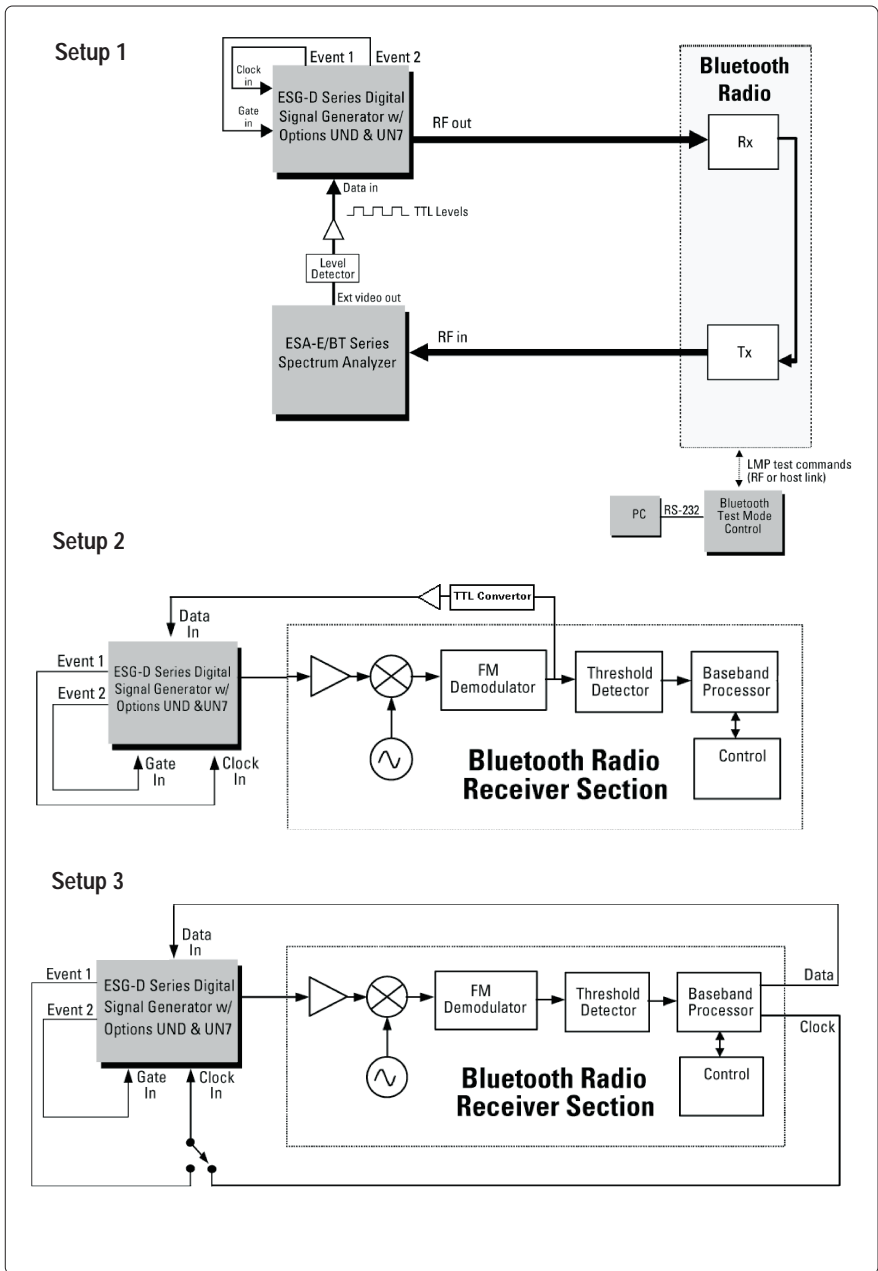 Setup 1
Event 1
Event 2
Clock
in
Gate
in
ESG-D Series Digital
Signal Generator w/
Options UND & UN7
RF out
Bluetooth
Radio
Rx
Data in
TTL Levels
Level
Detector
Ext video out
ESA-E/BT Series
Spectrum Analyzer
RF in
Tx
LMP test commands
(RF or host link)
PC
RS-232
Bluetooth
Test Mode
Control
Setup 2
TTL Convertor
Data
In
Event 1
Event 2
ESG-D Series Digital
Signal Generator w/
Options UND &UN7
Gate
In
Clock
In
FM
Demodulator
Threshold
Detector
Baseband
Processor
Control
Bluetooth Radio
Receiver Section
Setup 3
Data
In
Event 1
Event 2
ESG-D Series Digital
Signal Generator w/
Options UND & UN7
Gate
In
Clock
In
FM
Demodulator
Threshold
Detector
Baseband
Processor
Data
Clock
Control
Bluetooth Radio
Receiver Section